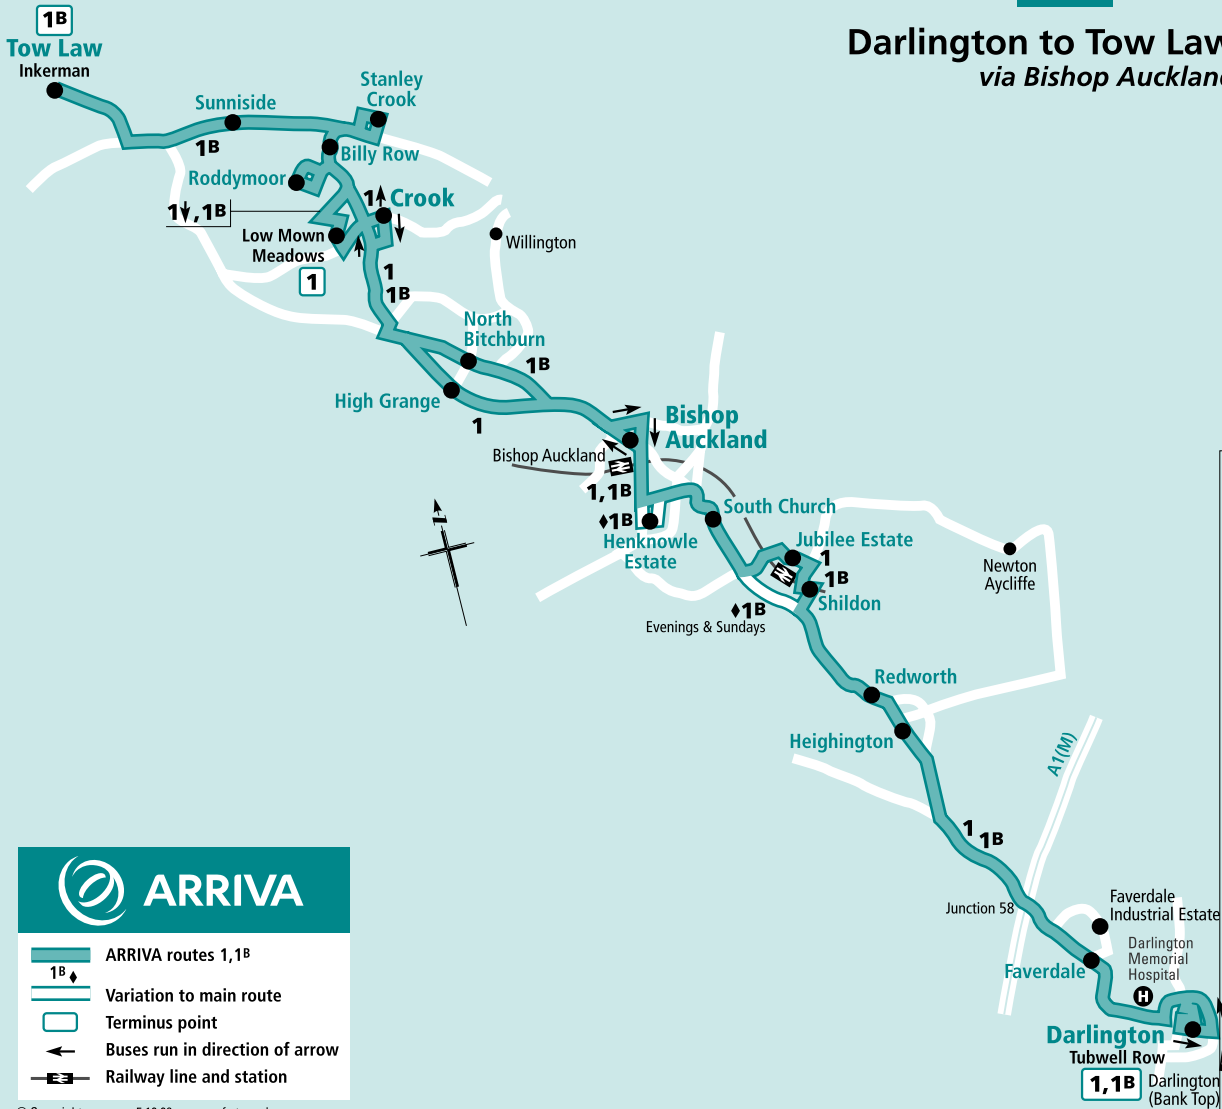 1B
Tow Law
Inkerman
Darlington to Tow Law
via Bishop Auckland
Stanley
Crook
Sunniside
1B
Billy Row
Roddymoor
1
Crook
1,1B
Low Mown
Meadows
1
Willington
1
1B
North
Bitchburn
1B
High Grange
1
Bishop
Auckland
Bishop Auckland
1,1B
South Church
♦1B
Henknowle
Estate
Jubilee Estate
1
1B
Shildon
Newton
Aycliffe
♦1B
Evenings & Sundays
Redworth
Heighington
A1(M)
1
1B
Junction 58
Faverdale
Industrial Estate
Darlington
Memorial
Hospital
H
Faverdale
Darlington
Tubwell Row
1,1B
Darlington
(Bank Top)
ARRIVA
ARRIVA routes 1,1B
1B ♦
Variation to main route
Terminus point
Buses run in direction of arrow
Railway line and station